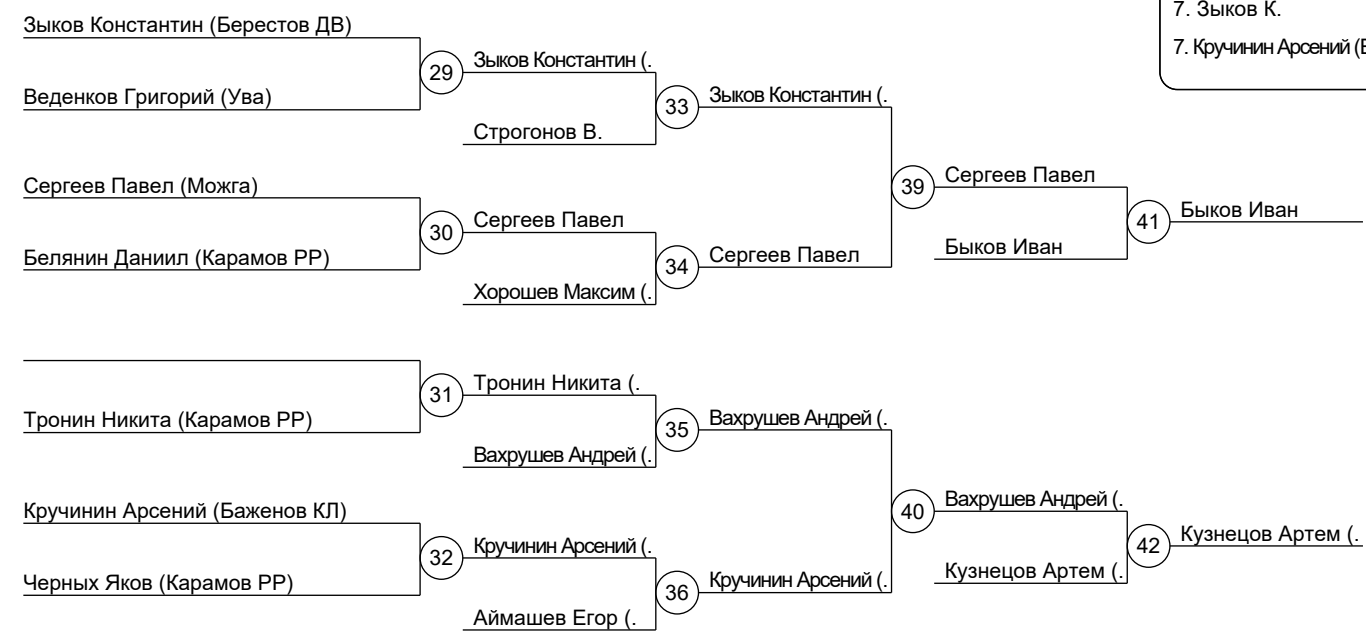 7. Зыков К.
7. Кручинин Арсений (
Зыков Константин (Берестов ДВ)
29
Зыков Константин (.
Веденков Григорий (Ува)
33
Зыков Константин (.
Строгонов В.
Сергеев Павел (Можга)
39
Сергеев Павел
30
Сергеев Павел
41
Быков Иван
Белянин Даниил (Карамов РР)
34
Сергеев Павел
Быков Иван
Хорошев Максим (.
31
Тронин Никита (.
Тронин Никита (Карамов РР)
35
Вахрушев Андрей (.
Вахрушев Андрей (.
Кручинин Арсений (Баженов КЛ)
40
Вахрушев Андрей (.
32
Кручинин Арсений (.
42
Кузнецов Артем (.
Черных Яков (Карамов РР)
36
Кручинин Арсений (.
Кузнецов Артем (.
Аймашев Егор (.